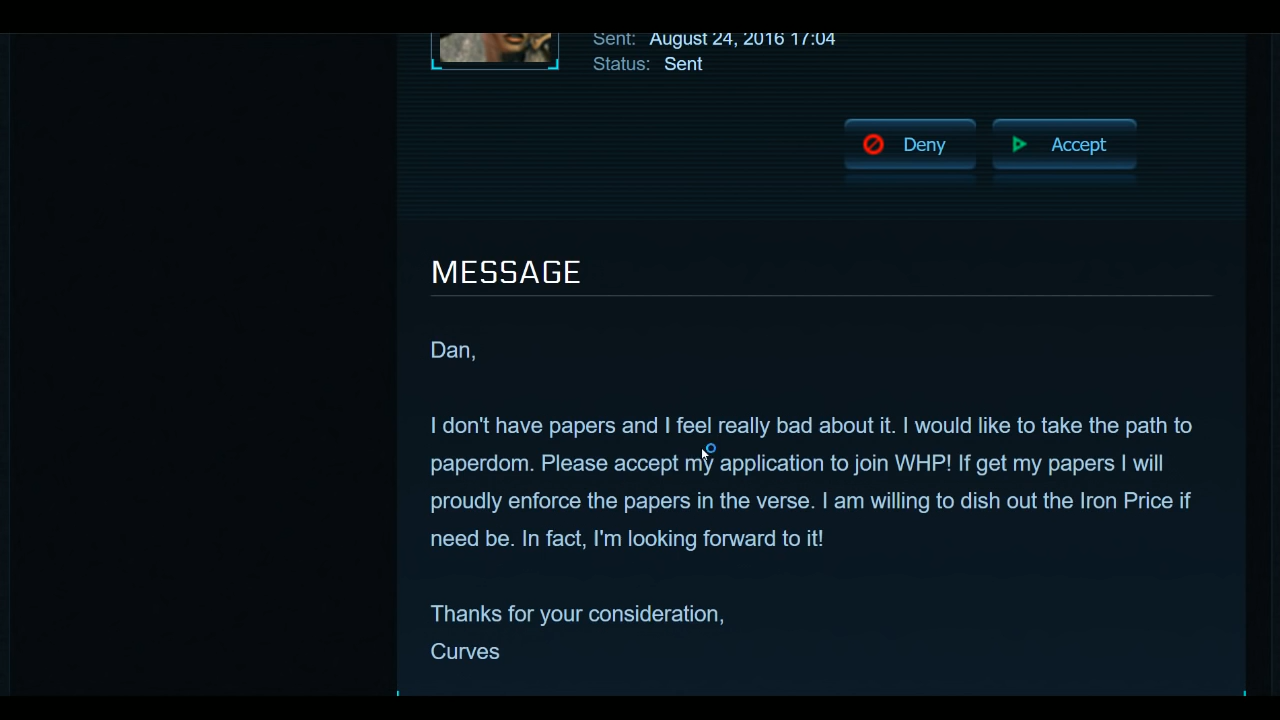 Sent: August 24, 2016 17:04
Status: Sent
Deny
Accept
MESSAGE
Dan,
I don't have papers and I feel really bad about it. I would like to take the path to
paperdom. Please accept my application to join WHP! If get my papers I will
proudly enforce the papers in the verse. I am willing to dish out the Iron Price if
need be. In fact, I'm looking forward to it!
Thanks for your consideration,
Curves